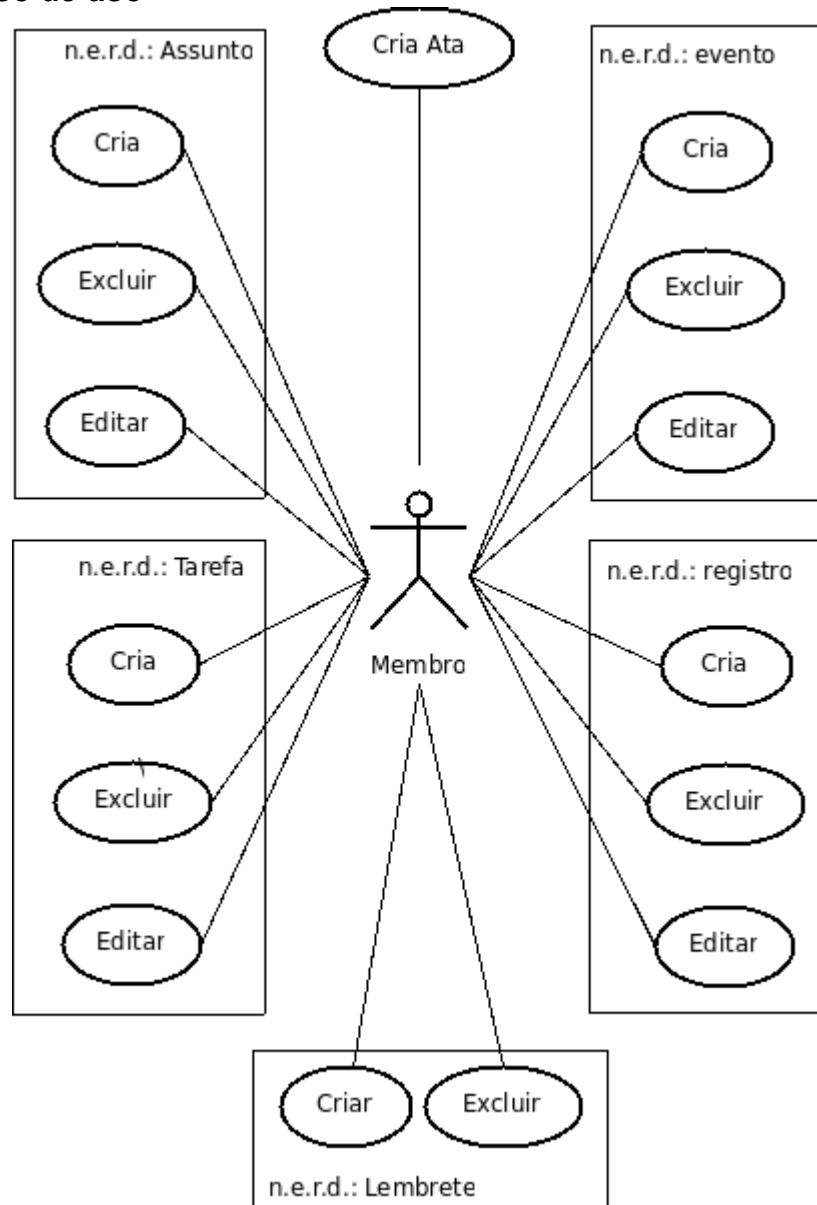 n.e.r.d.: Assunto
Cria
Excluir
Editar
Cria Ata
n.e.r.d.: evento
Cria
Excluir
Editar
n.e.r.d.: Tarefa
Cria
Excluir
Editar
Membro
n.e.r.d.: registro
Cria
Excluir
Editar
Criar
Excluir
n.e.r.d.: Lembrete